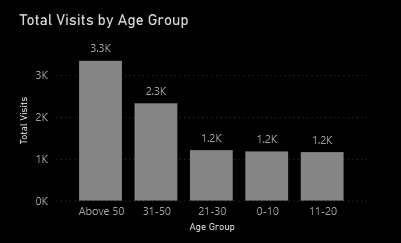 Total Visits by Age Group
3.3K
2.3K
1.2K
1.2K
1.2K
3K
2K
1K
0K
Total Visits
Above 50
31-50
21-30
0-10
11-20
Age Group